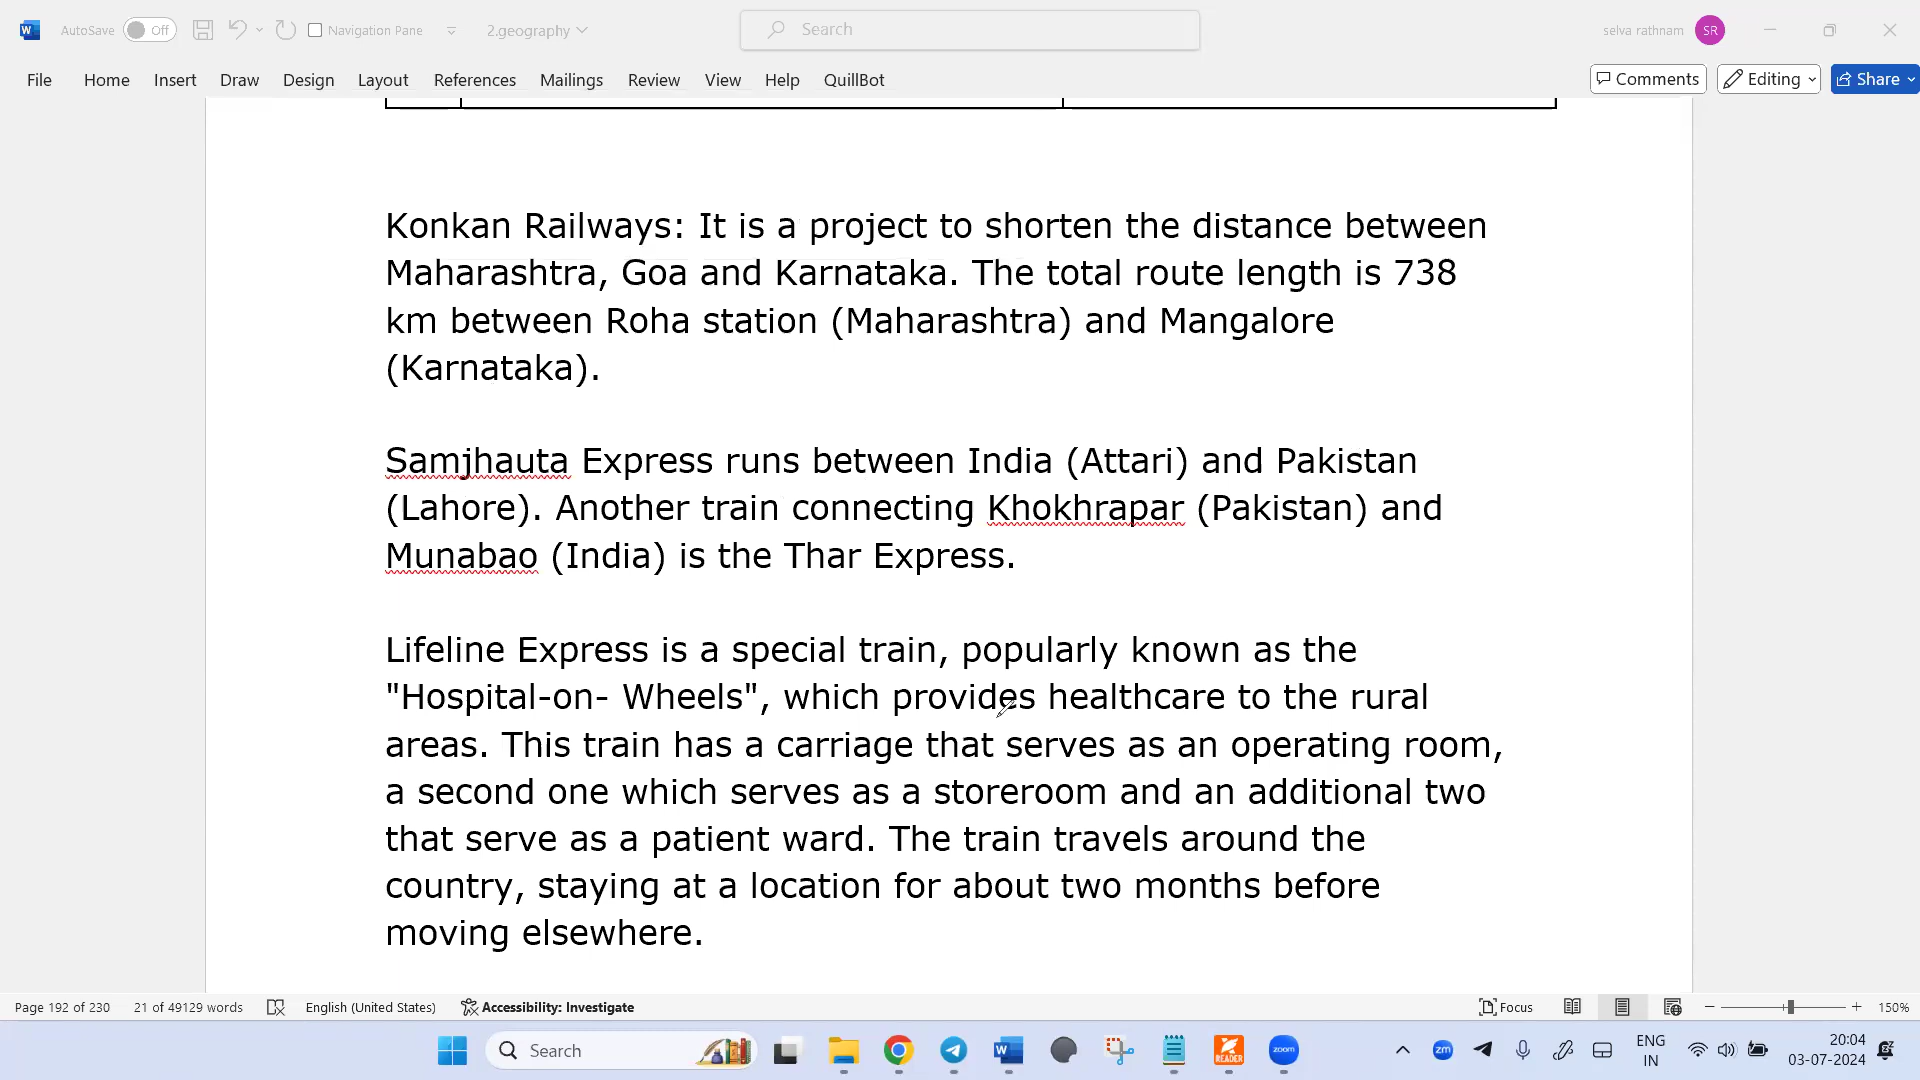 AutoSave Off Navigation Pane 2.geography Search selva rathnam SR
File Home Insert Draw Design Layout References Mailings Review View Help QuillBot Comments Editing Share
Konkan Railways: It is a project to shorten the distance between
Maharashtra, Goa and Karnataka. The total route length is 738
km between Roha station (Maharashtra) and Mangalore
(Karnataka).
Samjhauta Express runs between India (Attari) and Pakistan
(Lahore). Another train connecting Khokhrapar (Pakistan) and
Munabao (India) is the Thar Express.
Lifeline Express is a special train, popularly known as the
"Hospital-on- Wheels", which provides healthcare to the rural
areas. This train has a carriage that serves as an operating room,
a second one which serves as a storeroom and an additional two
that serve as a patient ward. The train travels around the
country, staying at a location for about two months before
moving elsewhere.
Page 192 of 230 21 of 49129 words English (United States) Accessibility: Investigate Focus 150%
Search READER zoom zm ENG 20:04
IN 03-07-2024